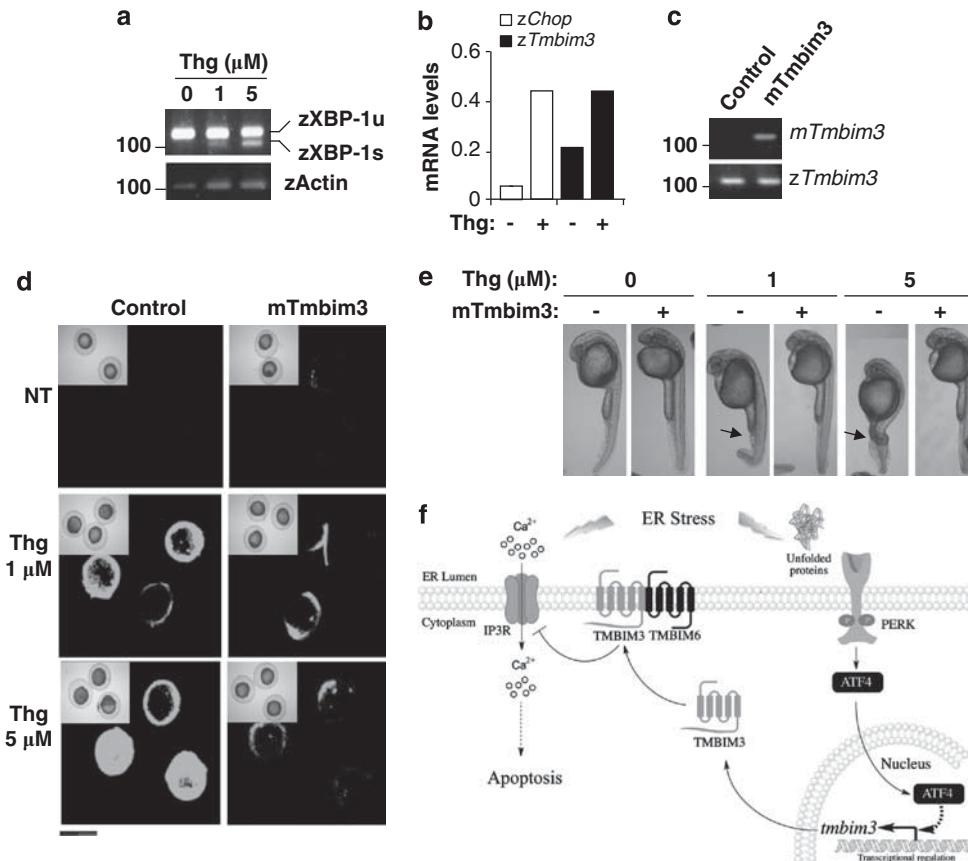 a
Thg (µM)
0 1 5
zXBP-1u
100
zXBP-1s
100
zActin
b
zChop
zTmbim3
mRNA levels
0.6
0.4
0.2
0
Thg: - + - +
c
Control
mTmbim3
100
mTmbim3
100
zTmbim3
d
Control mTmbim3
NT
Thg
1 µM
Thg
5 µM
e
Thg (µM): 0 1 5
mTmbim3: - + - + - +
f
ER Stress
Ca2+
Unfolded
proteins
ER Lumen
Cytoplasm
IP3R
TMBIM3 TMBIM6
PERK
Ca2+
ATF4
TMBIM3
Apoptosis
Nucleus
ATF4
tmbim3
Transcriptional regulation